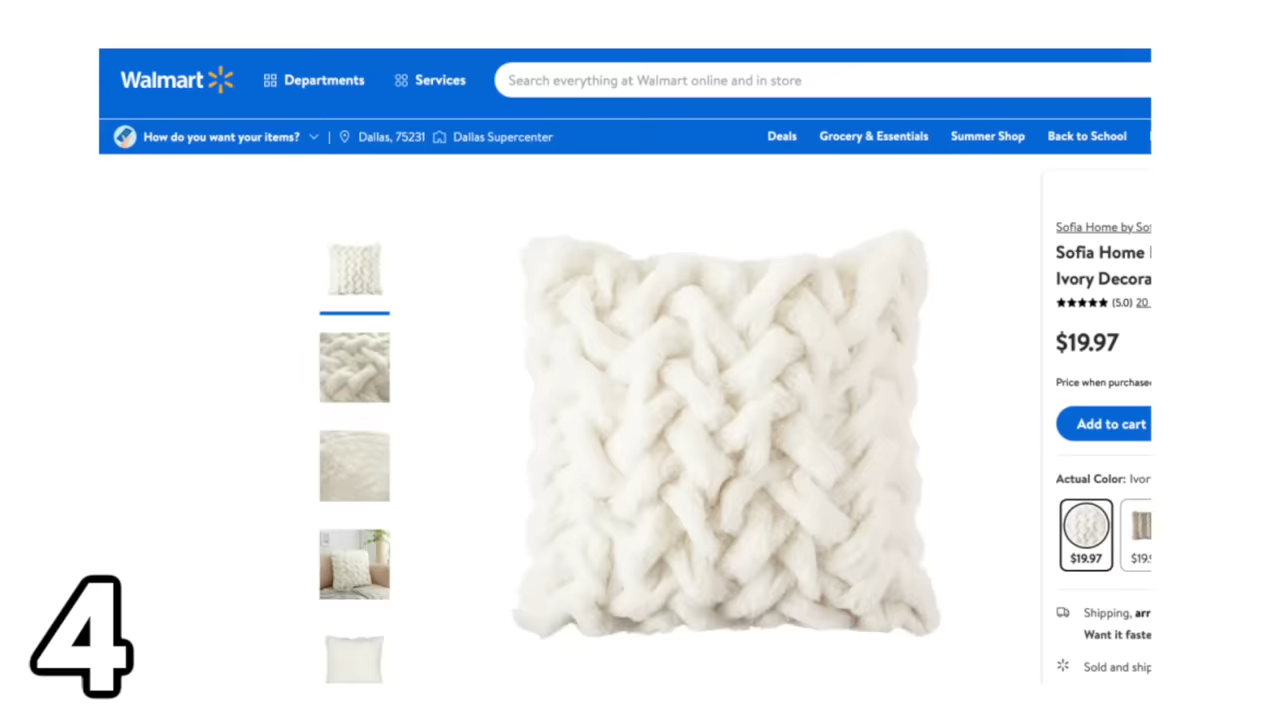 Walmart
Departments
Services
Search everything at Walmart online and in store
How do you want your items? | Dallas, 75231 Dallas Supercenter
Deals
Grocery & Essentials
Summer Shop
Back to School
Sofia Home by Sof
Sofia Home
Ivory Decora
(5.0) 20
$19.97
Price when purchase
Add to cart
Actual Color: Ivor
$19.97
$19.
Shipping, arr
Want it faste
Sold and ship
4